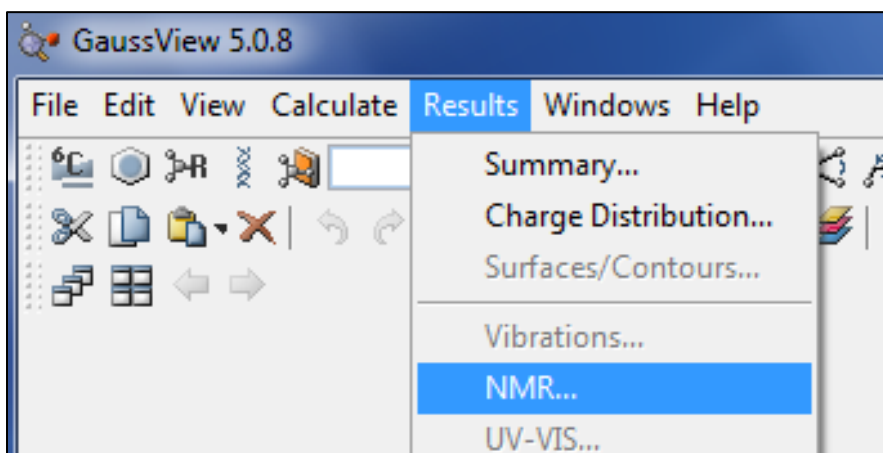 GaussView 5.0.8
File Edit View Calculate Results Windows Help
6C R
Summary...
Charge Distribution...
Surfaces/Contours...
Vibrations...
NMR...
UV-VIS...